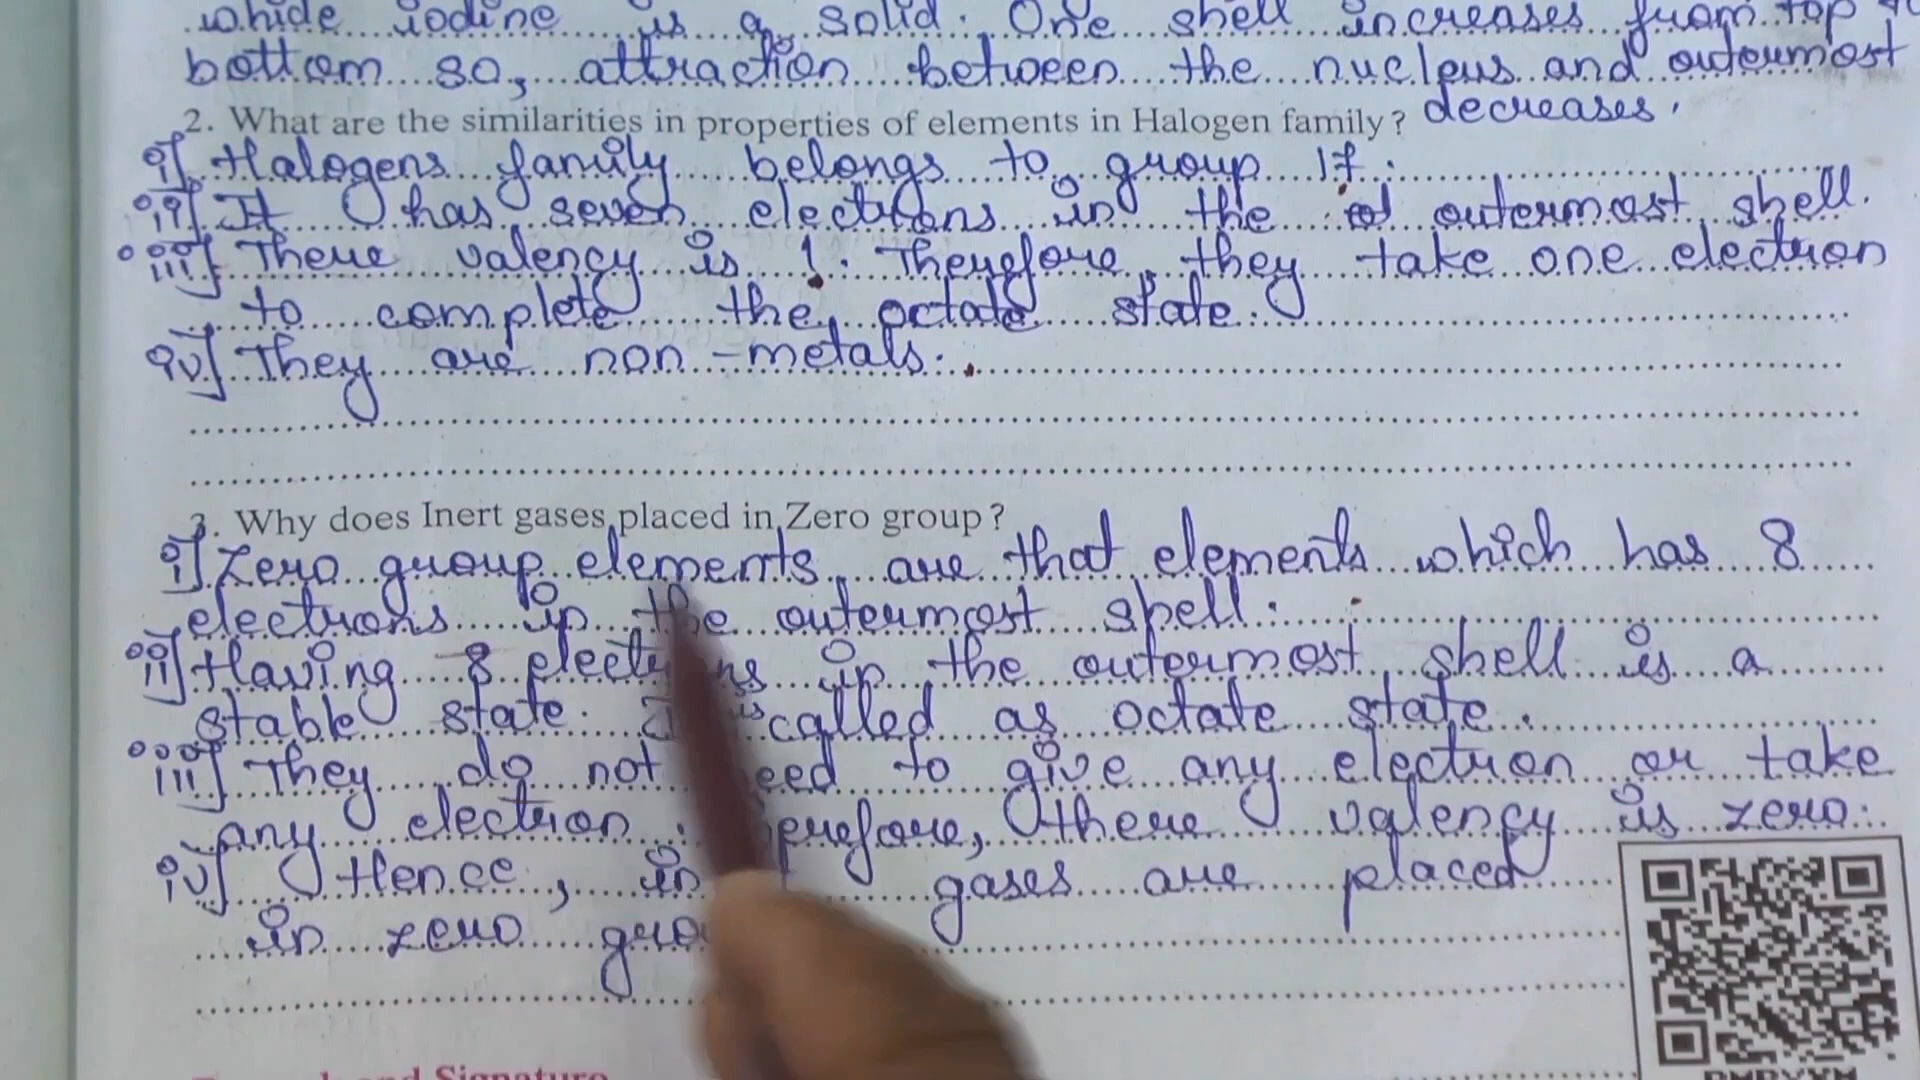 while iodine is a solid. One shell increases from top to
bottom so, attraction between the nucleus and outermost
decreases.
2. What are the similarities in properties of elements in Halogen family?
i] Halogens family belongs to group 17.
ii] It has seven electrons in the outermost shell.
iii] There valency is 1. Therefore, they take one electron
to complete the octate state.
iv] They are non-metals.
3. Why does Inert gases placed in Zero group?
i] Zero group elements are that elements which has 8
electrons in the outermost shell.
ii] Having 8 electrons in the outermost shell is a
stable state. is called as octate state.
iii] They do not need to give any electron or take
any electron. Therefore, there valency is zero.
iv] Hence, in gases are placed
in zero